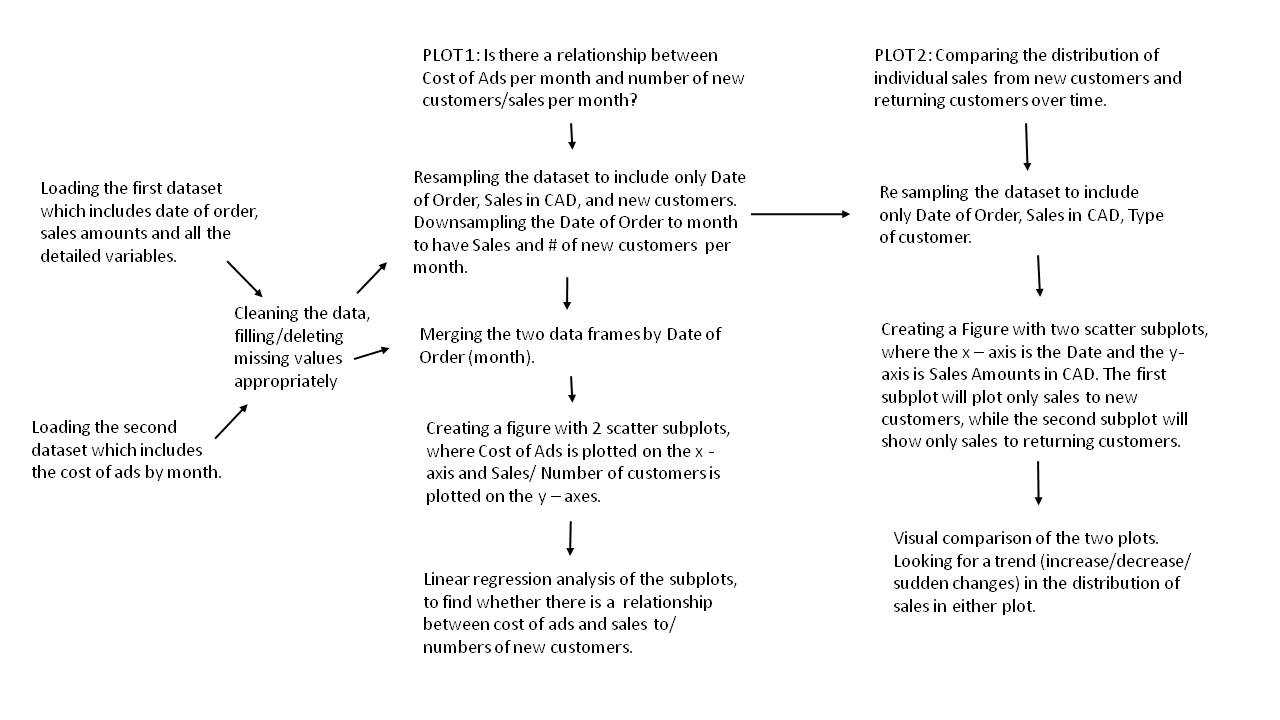 PLOT 1: Is there a relationship between
Cost of Ads per month and number of new
customers/sales per month?
PLOT 2: Comparing the distribution of
individual sales from new customers and
returning customers over time.
Loading the first dataset
which includes date of order,
sales amounts and all the
detailed variables.
Resampling the dataset to include only Date
of Order, Sales in CAD, and new customers.
Downsampling the Date of Order to month
to have Sales and # of new customers per
month.
Re sampling the dataset to include
only Date of Order, Sales in CAD, Type
of customer.
Cleaning the data,
filling/deleting
missing values
appropriately
Merging the two data frames by Date of
Order (month).
Creating a Figure with two scatter subplots,
where the x – axis is the Date and the y-
axis is Sales Amounts in CAD. The first
subplot will plot only sales to new
customers, while the second subplot will
show only sales to returning customers.
Loading the second
dataset which includes
the cost of ads by month.
Creating a figure with 2 scatter subplots,
where Cost of Ads is plotted on the x -
axis and Sales/ Number of customers is
plotted on the y – axes.
Visual comparison of the two plots.
Looking for a trend (increase/decrease/
sudden changes) in the distribution of
sales in either plot.
Linear regression analysis of the subplots,
to find whether there is a relationship
between cost of ads and sales to/
numbers of new customers.